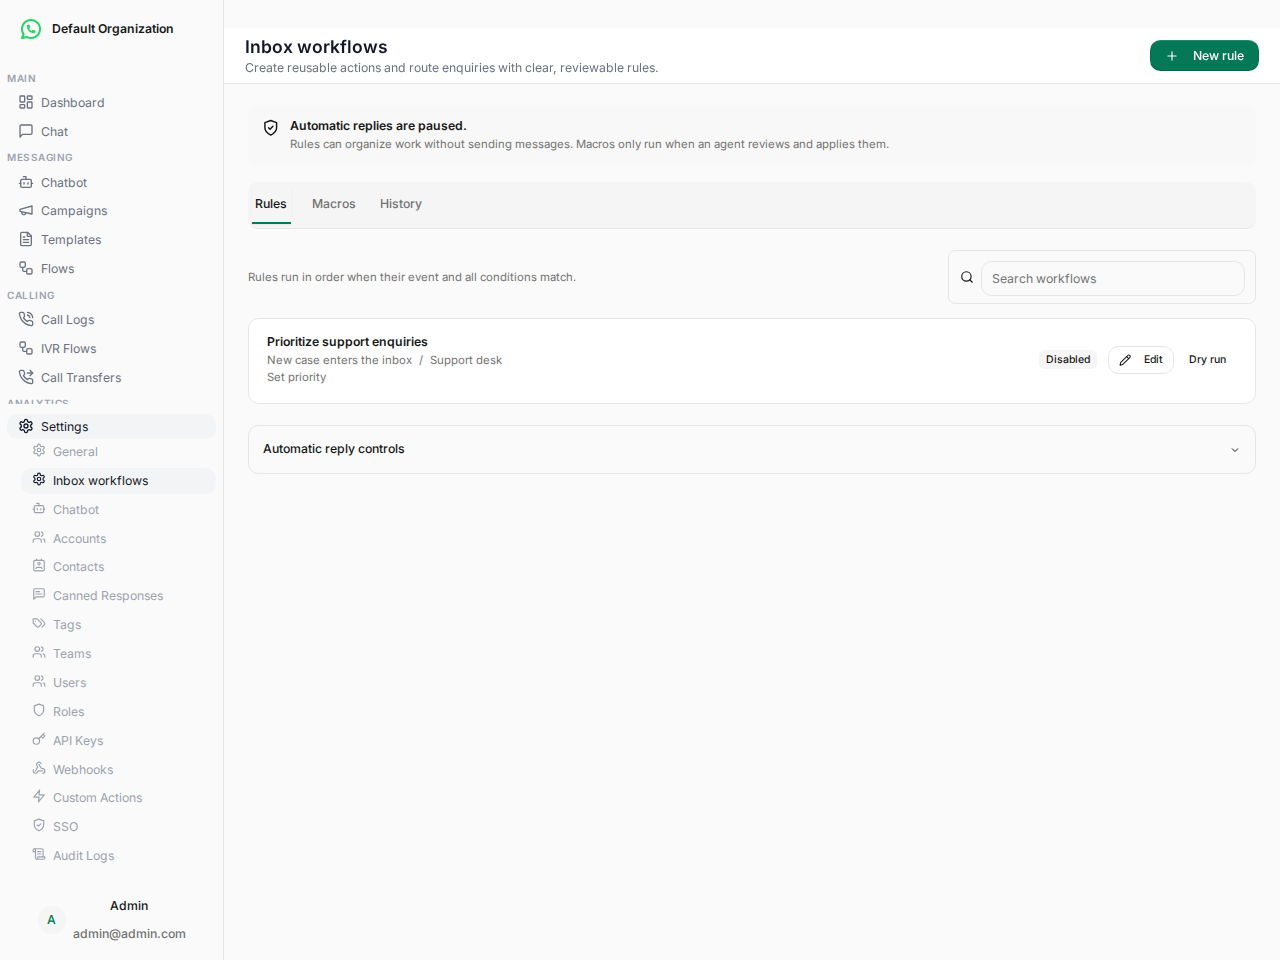 Default Organization
MAIN
Dashboard
Chat
MESSAGING
Chatbot
Campaigns
Templates
Flows
CALLING
Call Logs
IVR Flows
Call Transfers
ANALYTICS
Settings
General
Inbox workflows
Chatbot
Accounts
Contacts
Canned Responses
Tags
Teams
Users
Roles
API Keys
Webhooks
Custom Actions
SSO
Audit Logs
A
Admin
admin@admin.com
Inbox workflows
Create reusable actions and route enquiries with clear, reviewable rules.
New rule
Automatic replies are paused.
Rules can organize work without sending messages. Macros only run when an agent reviews and applies them.
Rules Macros History
Rules run in order when their event and all conditions match.
Search workflows
Prioritize support enquiries
New case enters the inbox / Support desk
Set priority
Disabled Edit Dry run
Automatic reply controls